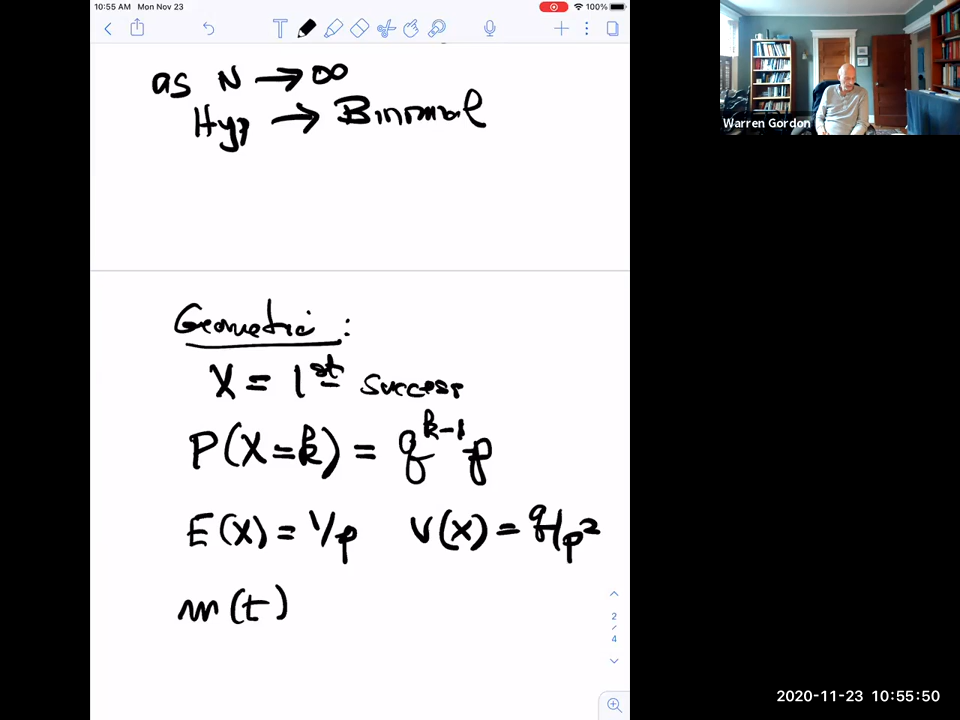 10:55 AM Mon Nov 23
100%
as N → ∞
Hyp → Binomial
Geometric :
X = 1st success
P(X=k) = q^{k-1} p
E(X) = 1/p V(X) = q/p²
m(t)
2
/
4
Warren Gordon
2020-11-23 10:55:50